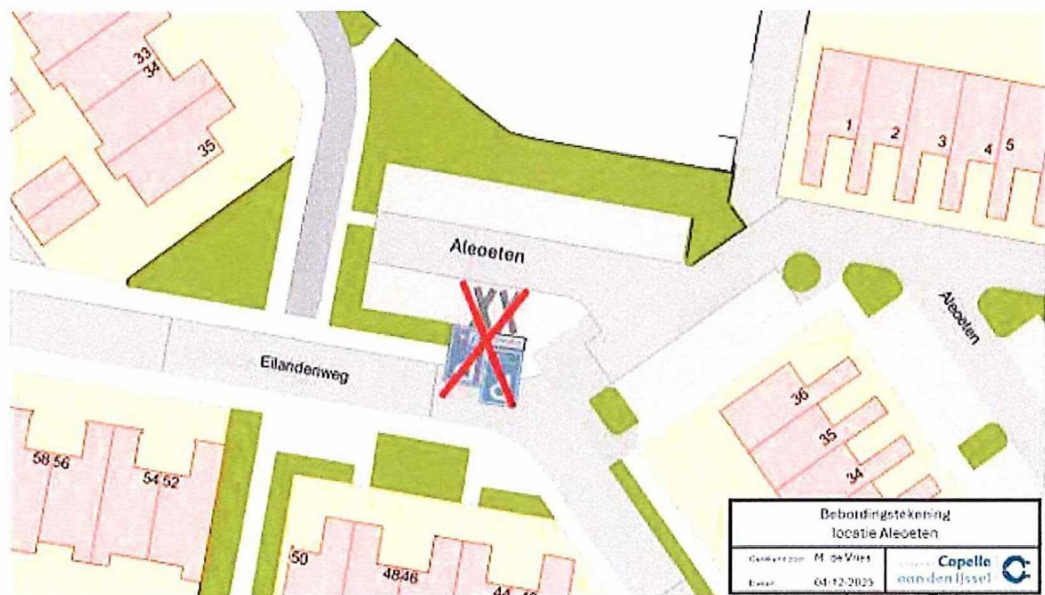 33
34
35
1
2
3
4
5
Aleoeten
Aleoeten
Eilandenweg
36
35
34
58 56
54 52
50
48 46
44
Bebordingstekening
locatie Aleoeten
M. de Vries
04-12-2025
Capelle
aan den IJssel